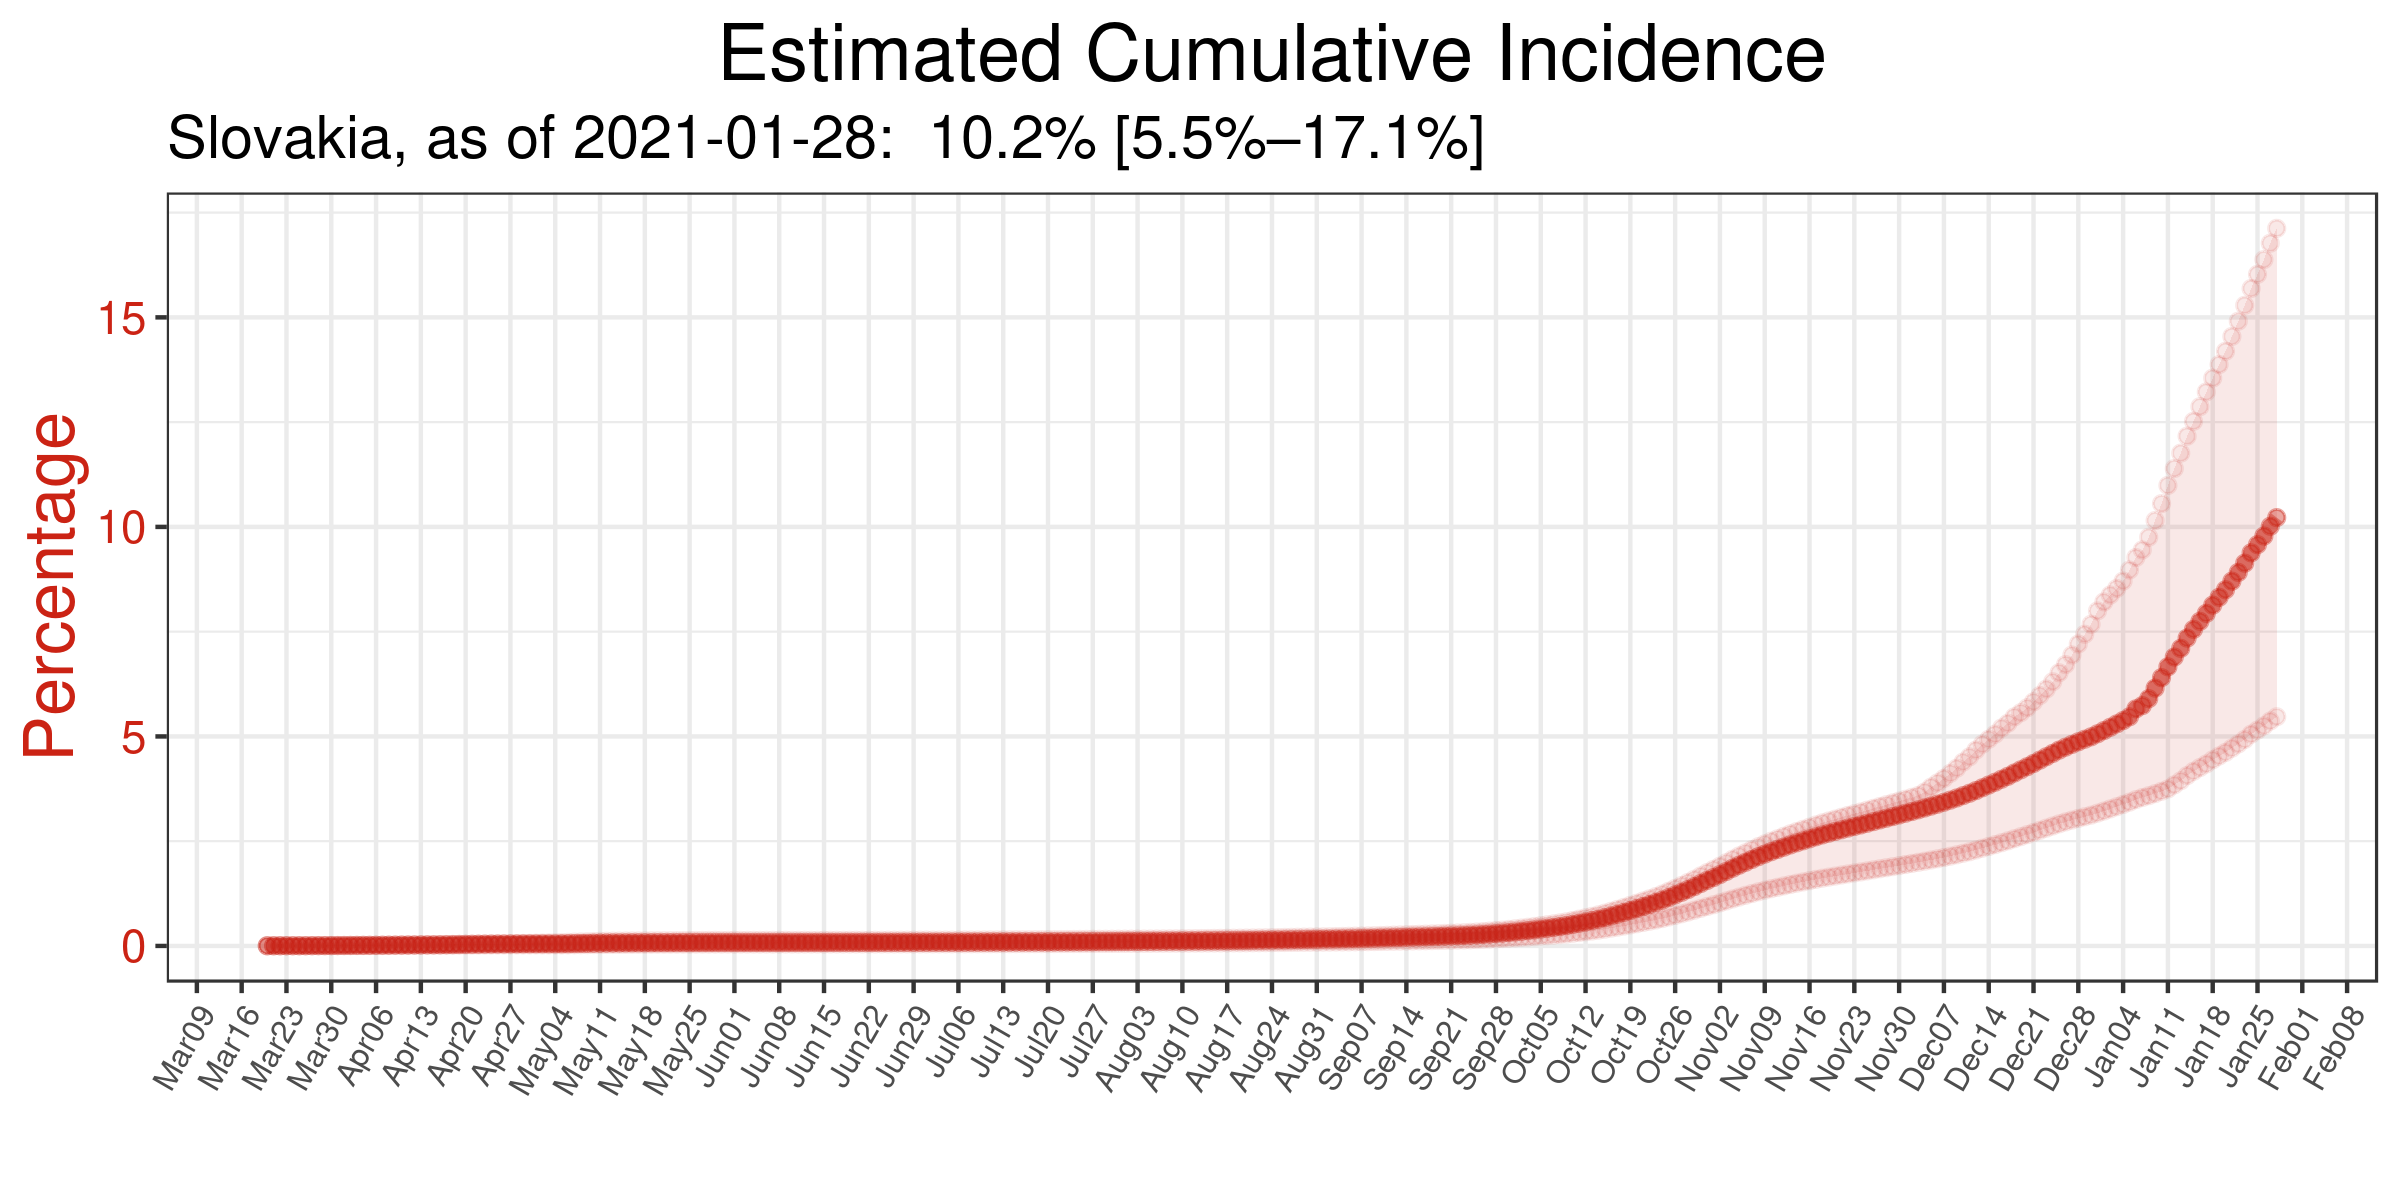 Estimated Cumulative Incidence
Slovakia, as of 2021-01-28:  10.2% [5.5%–17.1%]
Percentage
15
10
5
0
Mar09
Mar16
Mar23
Mar30
Apr06
Apr13
Apr20
Apr27
May04
May11
May18
May25
Jun01
Jun08
Jun15
Jun22
Jun29
Jul06
Jul13
Jul20
Jul27
Aug03
Aug10
Aug17
Aug24
Aug31
Sep07
Sep14
Sep21
Sep28
Oct05
Oct12
Oct19
Oct26
Nov02
Nov09
Nov16
Nov23
Nov30
Dec07
Dec14
Dec21
Dec28
Jan04
Jan11
Jan18
Jan25
Feb01
Feb08